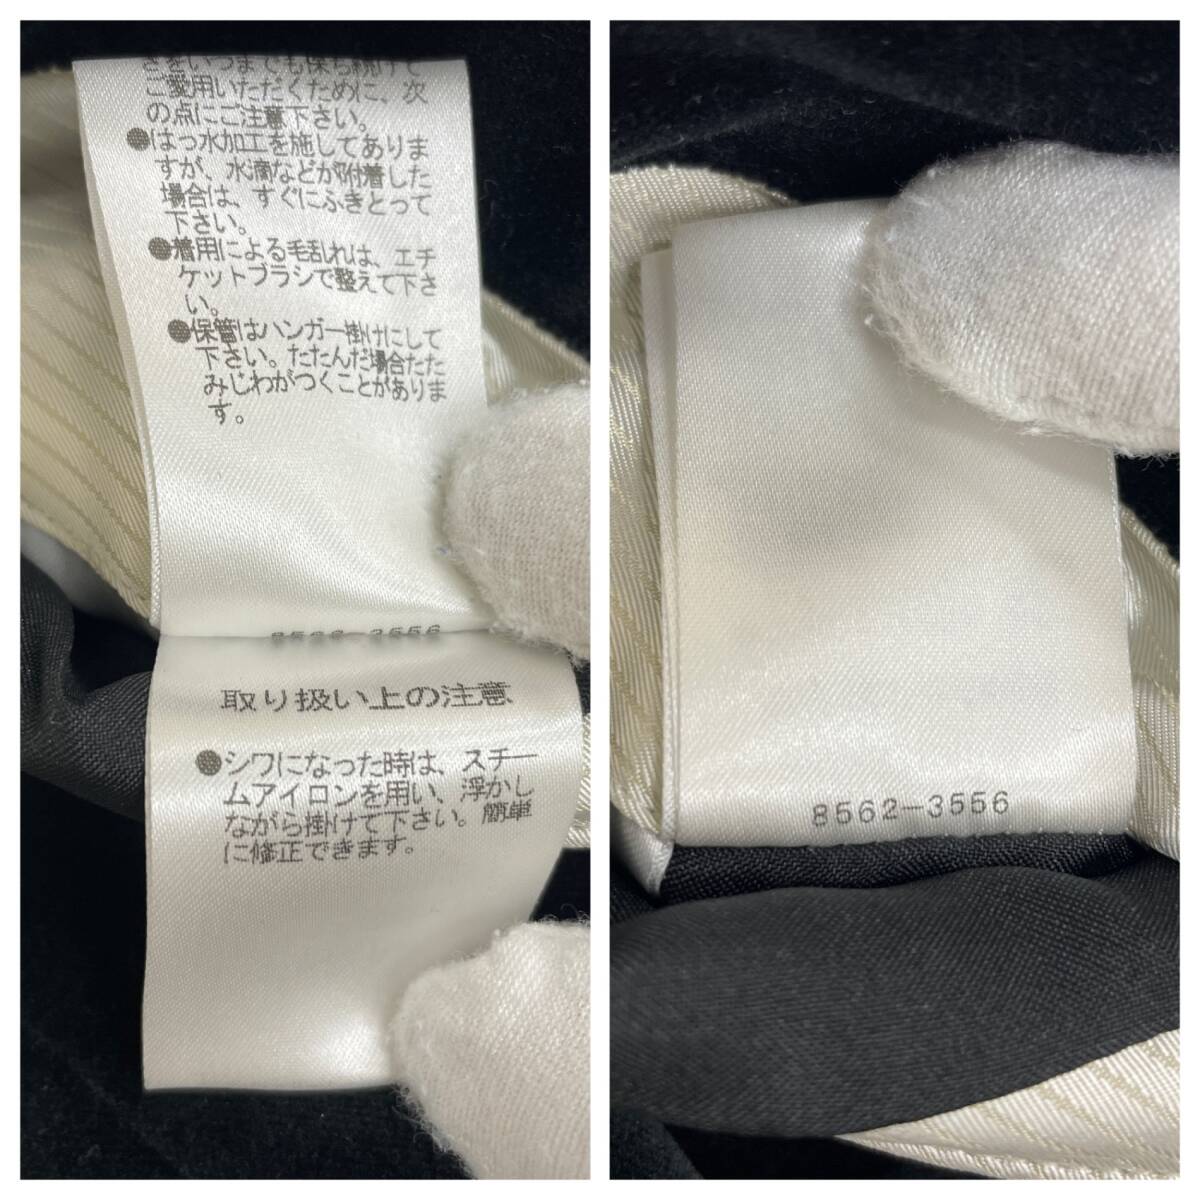 さをいつまでも保ち続けて
ご愛用いただくために、次
の点にご注意下さい。
●はっ水加工を施してありま
すが、水滴などが附着した
場合は、すぐにふきとって
下さい。
●着用による毛乱れは、エチ
ケットブラシで整えて下さ
い。
●保管はハンガー掛けにして
下さい。たたんだ場合たた
みじわがつくことがありま
す。
取り扱い上の注意
●シワになった時は、スチー
ムアイロンを用い、浮かし
ながら掛けて下さい。簡単
に修正できます。
8562-3556